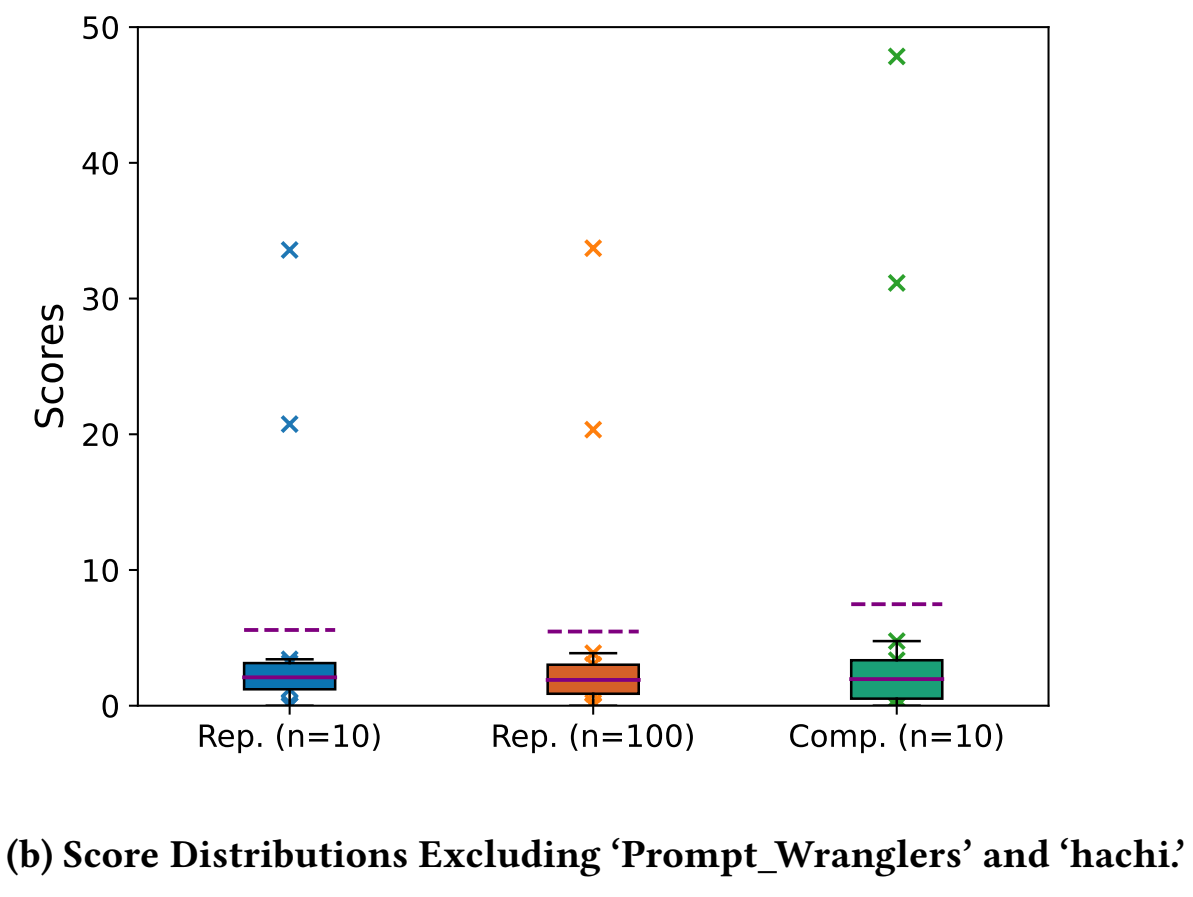 50
40
30
20
10
0
Scores
Rep. (n=10) Rep. (n=100) Comp. (n=10)
(b) Score Distributions Excluding ‘Prompt_Wranglers’ and ‘hachi.’